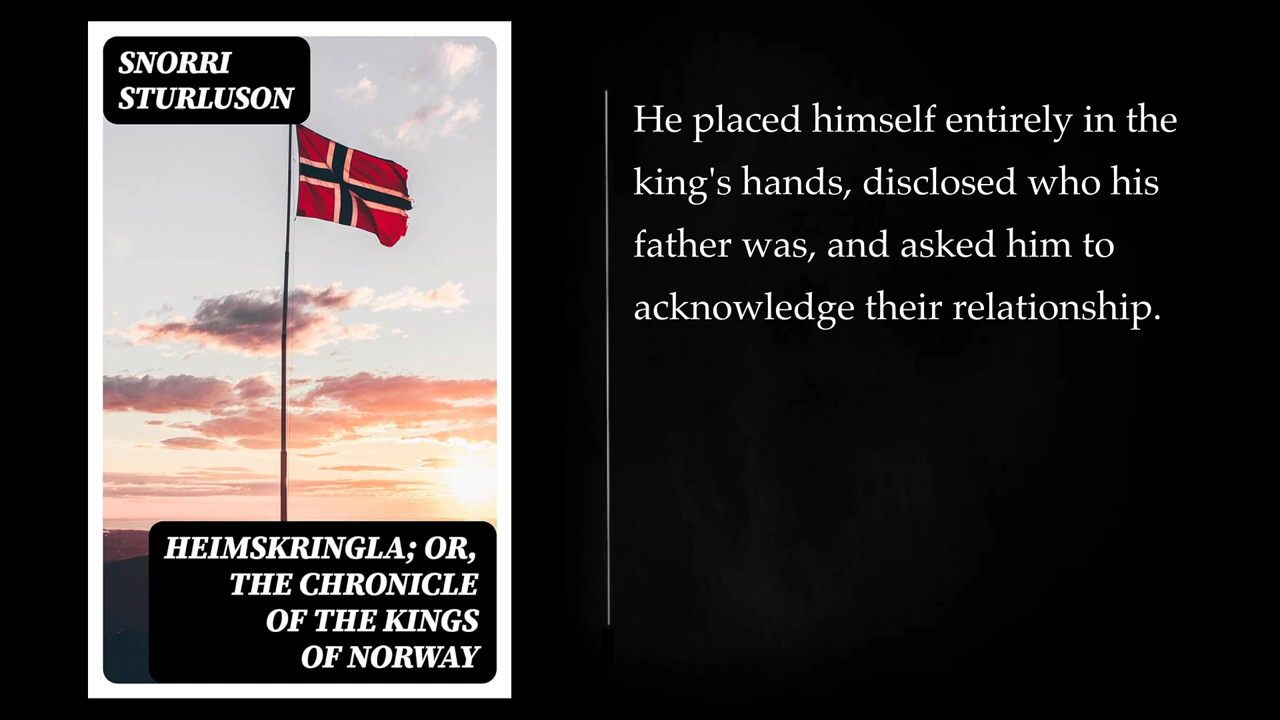 SNORRI
STURLUSON
HEIMSKRINGLA; OR,
THE CHRONICLE
OF THE KINGS
OF NORWAY
He placed himself entirely in the
king's hands, disclosed who his
father was, and asked him to
acknowledge their relationship.